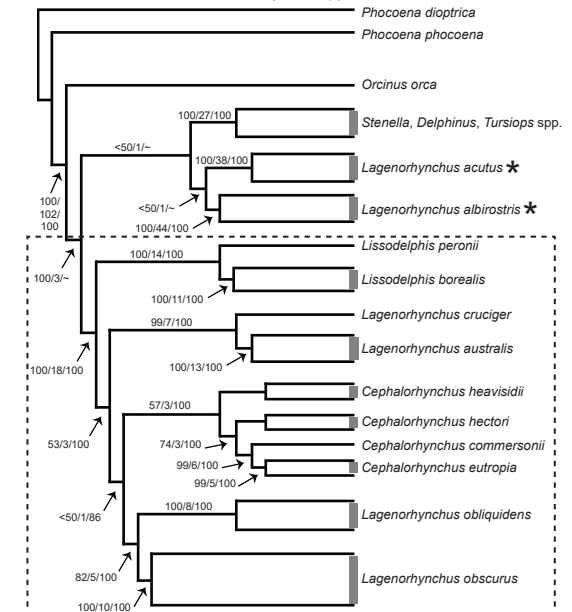 Phocoena dioptrica
Phocoena phocoena
Orcinus orca
100/27/100
Stenella, Delphinus, Tursiops spp.
<50/1/~
100/38/100
Lagenorhynchus acutus *
100/
102/
100
<50/1/~
Lagenorhynchus albirostris *
100/44/100
Lissodelphis peronii
100/14/100
100/3/~
Lissodelphis borealis
100/11/100
Lagenorhynchus cruciger
99/7/100
Lagenorhynchus australis
100/13/100
100/18/100
Cephalorhynchus heavisidii
57/3/100
Cephalorhynchus hectori
53/3/100
74/3/100
Cephalorhynchus commersonii
99/6/100
Cephalorhynchus eutropia
99/5/100
100/8/100
Lagenorhynchus obliquidens
<50/1/86
82/5/100
Lagenorhynchus obscurus
100/10/100